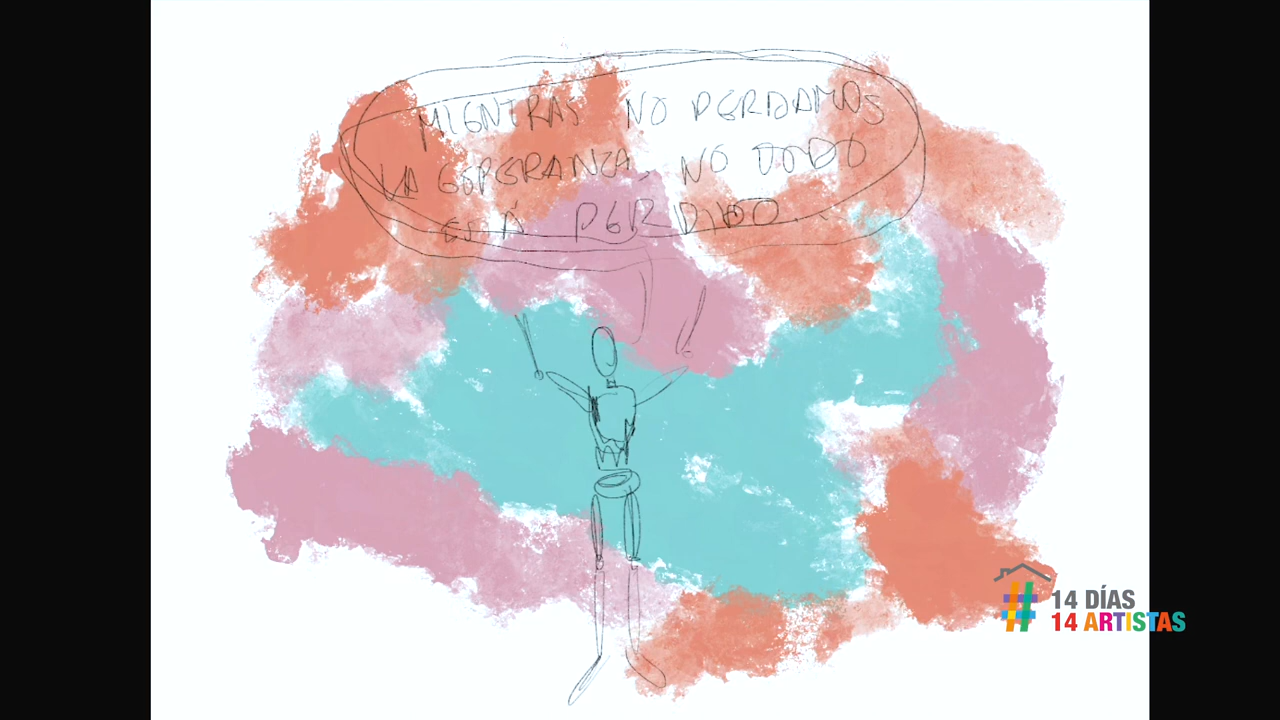 MIENTRAS NO PERDAMOS
LA ESPERANZA, NO TODO
ESTÁ PERDIDO
14 DÍAS
14 ARTISTAS